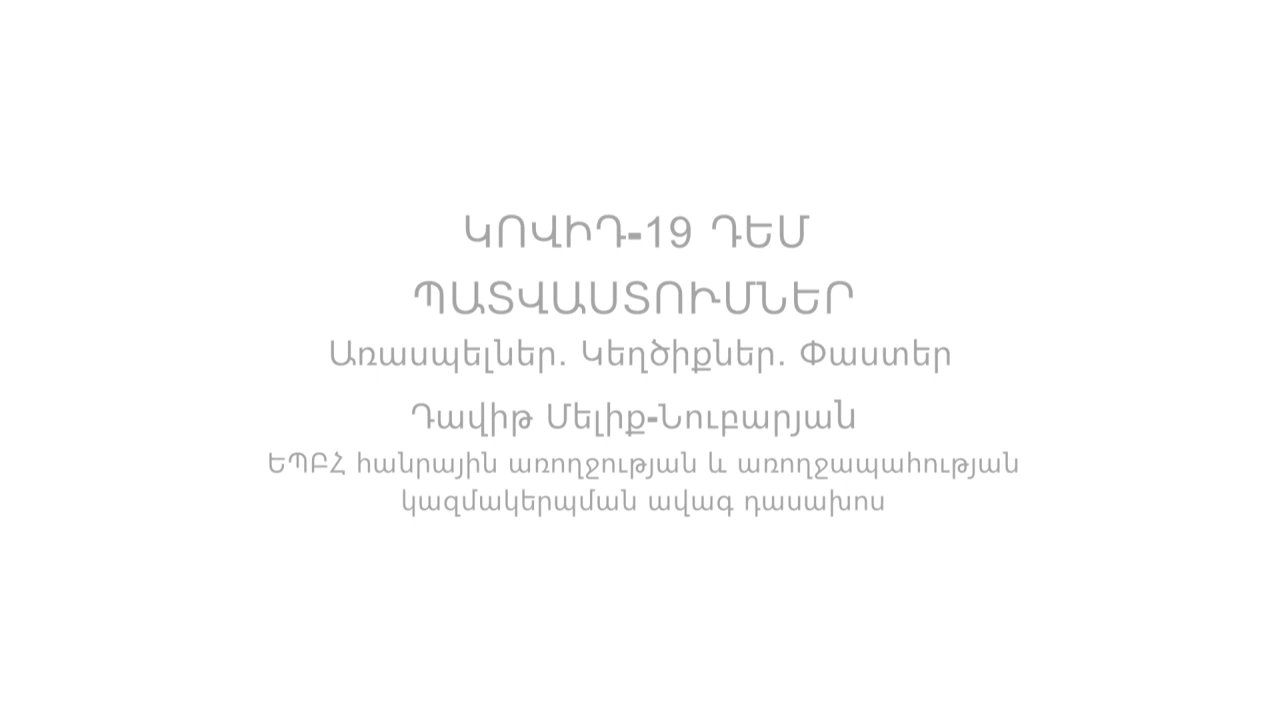 ԿՈՎԻԴ-19 ԴԵՄ
ՊԱՏՎԱՍՏՈՒՄՆԵՐ
Առասպելներ. Կեղծիքներ. Փաստեր
Դավիթ Մելիք-Նուբարյան
ԵՊԲՀ հանրային առողջության և առողջապահության
կազմակերպման ավագ դասախոս